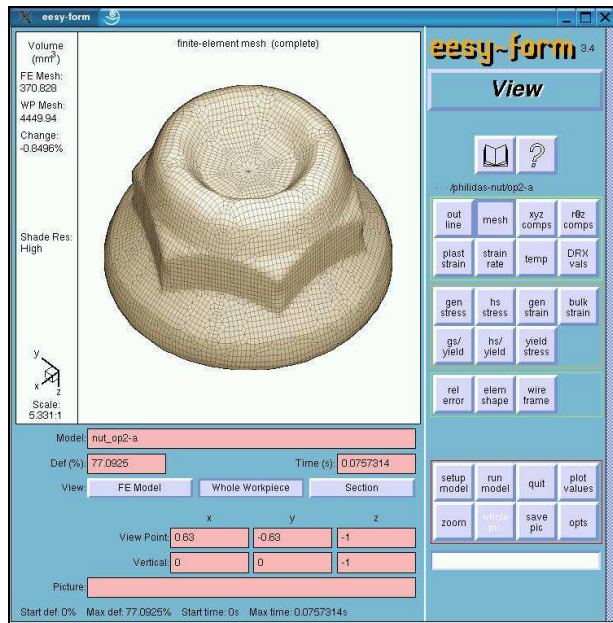 eesy-form
Volume
(mm³)
FE Mesh:
370.828
WP Mesh:
4449.94
Change:
-0.8496%
Shade Res:
High
y
x z
Scale:
5.331:1
finite-element mesh (complete)
eesy-form 3.4
View
?
/philidas-nut/op2-a
out line
mesh
xyz comps
rθz comps
plast strain
strain rate
temp
DRX vals
gen stress
hs stress
gen strain
bulk strain
gs/ yield
hs/ yield
yield stress
rel error
elem shape
wire frame
setup model
run model
quit
plot values
zoom
whole pic
save pic
opts
Model: nut_op2-a
Def (%): 77.0925 Time (s): 0.0757314
View: FE Model Whole Workpiece Section
x y z
View Point: 0.63 -0.63 -1
Vertical: 0 0 -1
Picture:
Start def: 0% Max def: 77.0925% Start time: 0s Max time: 0.0757314s